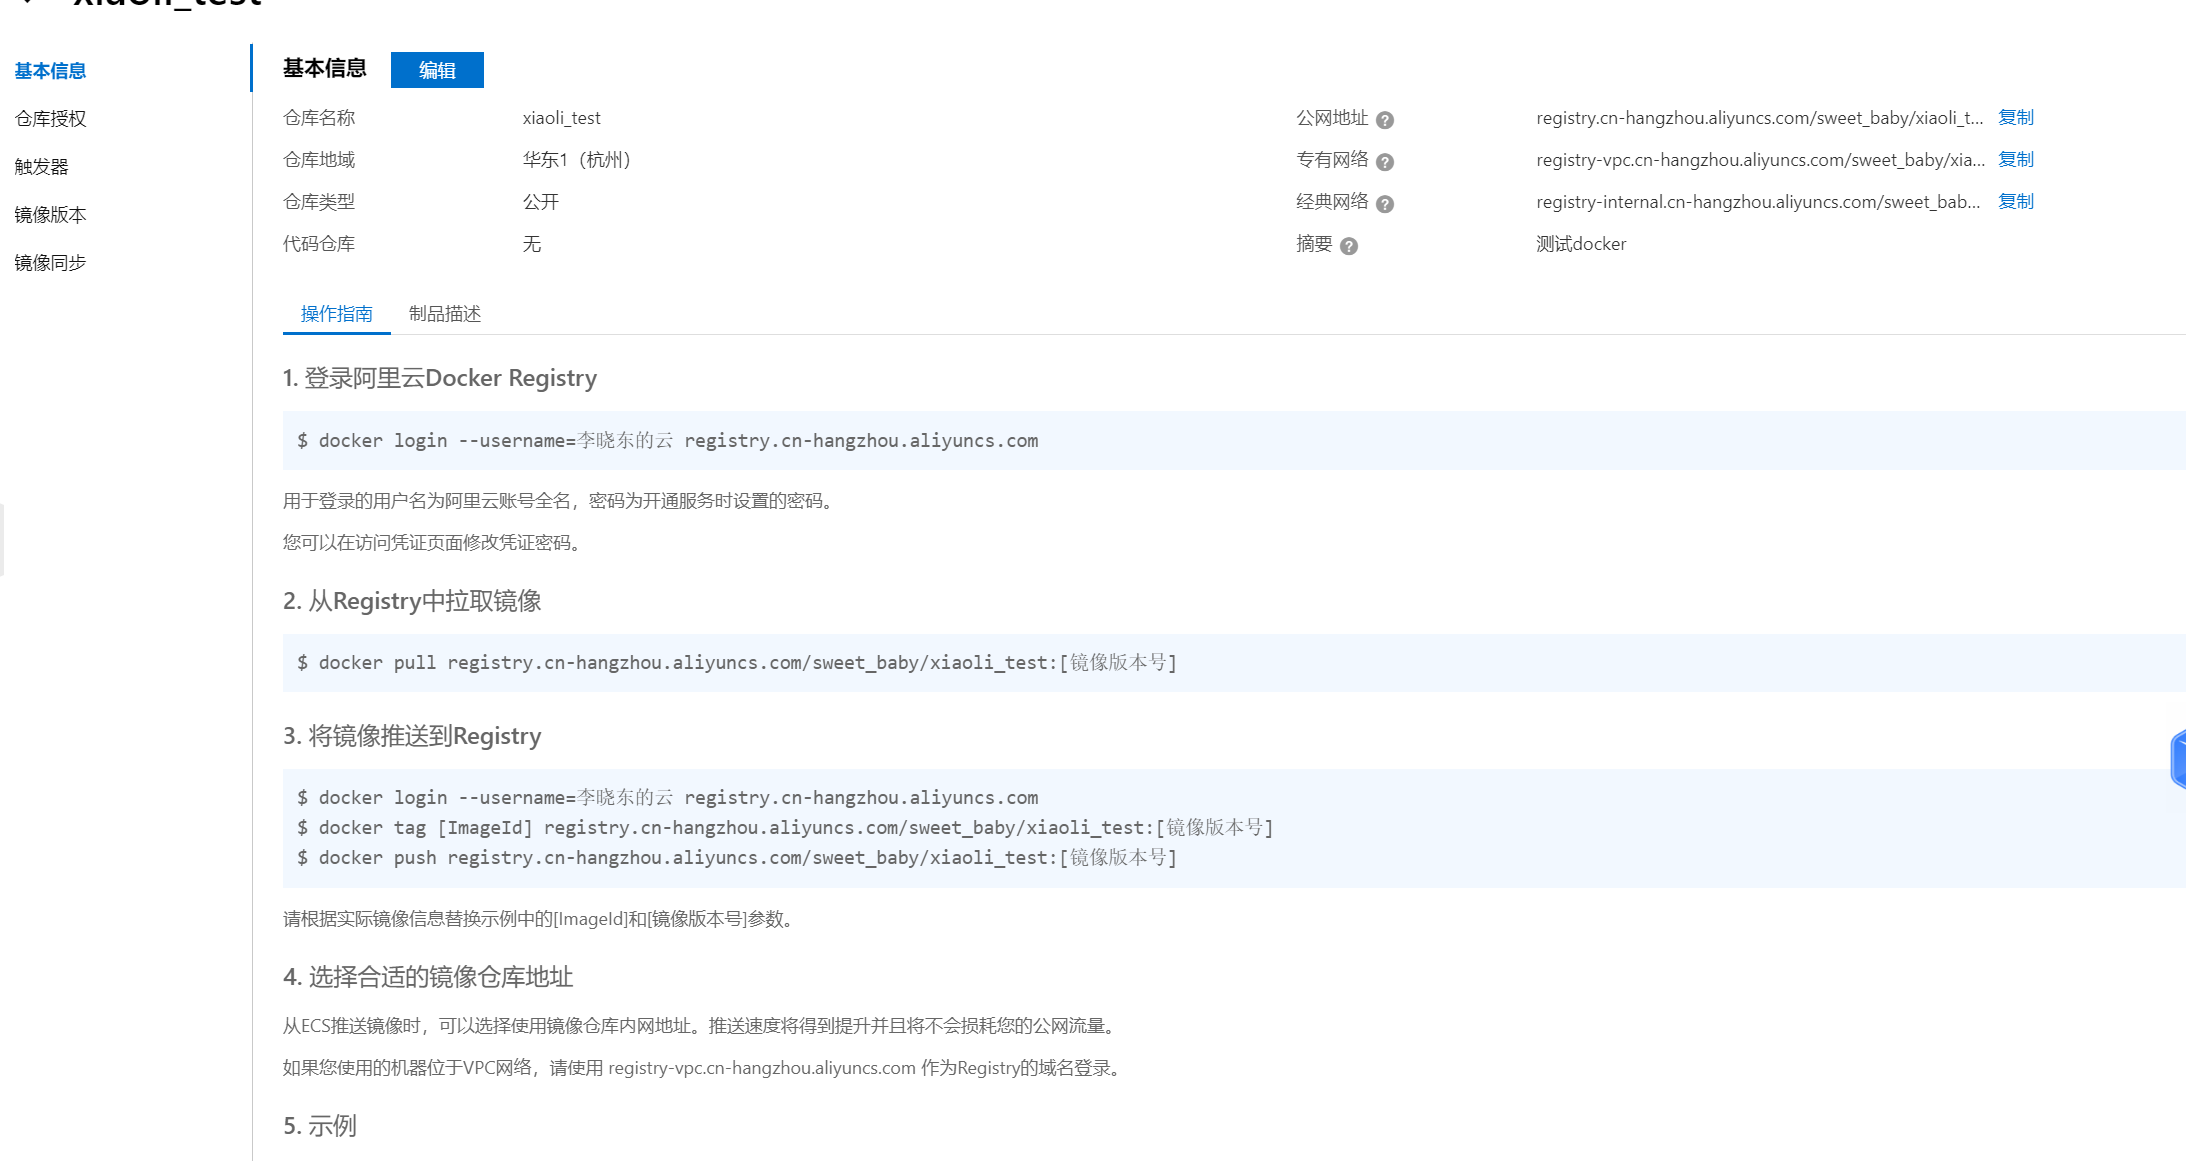 xiaoli_test
基本信息
仓库授权
触发器
镜像版本
镜像同步
基本信息 编辑
仓库名称 xiaoli_test 公网地址 registry.cn-hangzhou.aliyuncs.com/sweet_baby/xiaoli_t... 复制
仓库地域 华东1（杭州） 专有网络 registry-vpc.cn-hangzhou.aliyuncs.com/sweet_baby/xia... 复制
仓库类型 公开 经典网络 registry-internal.cn-hangzhou.aliyuncs.com/sweet_bab... 复制
代码仓库 无 摘要 测试docker
操作指南 制品描述
1. 登录阿里云Docker Registry
$ docker login --username=李晓东的云 registry.cn-hangzhou.aliyuncs.com
用于登录的用户名为阿里云账号全名，密码为开通服务时设置的密码。
您可以在访问凭证页面修改凭证密码。
2. 从Registry中拉取镜像
$ docker pull registry.cn-hangzhou.aliyuncs.com/sweet_baby/xiaoli_test:[镜像版本号]
3. 将镜像推送到Registry
$ docker login --username=李晓东的云 registry.cn-hangzhou.aliyuncs.com
$ docker tag [ImageId] registry.cn-hangzhou.aliyuncs.com/sweet_baby/xiaoli_test:[镜像版本号]
$ docker push registry.cn-hangzhou.aliyuncs.com/sweet_baby/xiaoli_test:[镜像版本号]
请根据实际镜像信息替换示例中的[ImageId]和[镜像版本号]参数。
4. 选择合适的镜像仓库地址
从ECS推送镜像时，可以选择使用镜像仓库内网地址。推送速度将得到提升并且将不会损耗您的公网流量。
如果您使用的机器位于VPC网络，请使用 registry-vpc.cn-hangzhou.aliyuncs.com 作为Registry的域名登录。
5. 示例